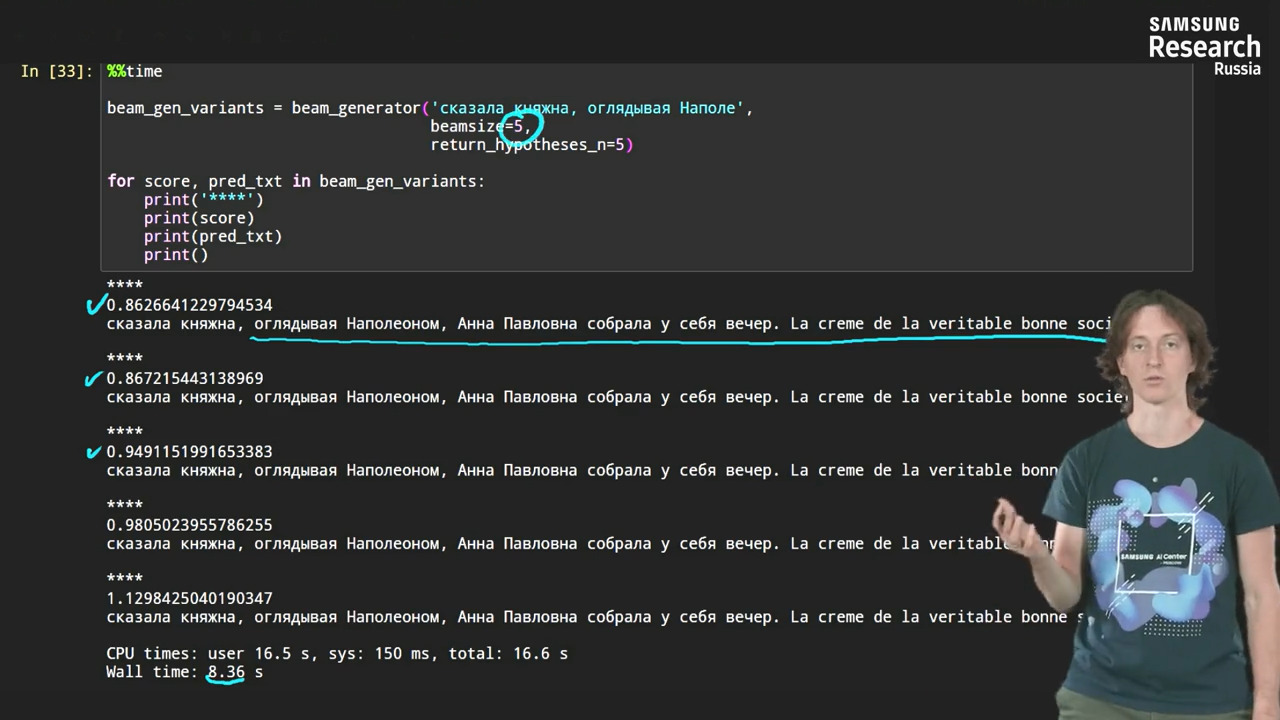 SAMSUNG
Research
Russia
In [33]: %%time
beam_gen_variants = beam_generator('сказала княжна, оглядывая Наполе',
beamsize=5,
return_hypotheses_n=5)
for score, pred_txt in beam_gen_variants:
print('****')
print(score)
print(pred_txt)
print()
****
0.8626641229794534
сказала княжна, оглядывая Наполеоном, Анна Павловна собрала у себя вечер. La creme de la veritable bonne soci
****
0.867215443138969
сказала княжна, оглядывая Наполеоном, Анна Павловна собрала у себя вечер. La creme de la veritable bonne socie
****
0.9491151991653383
сказала княжна, оглядывая Наполеоном, Анна Павловна собрала у себя вечер. La creme de la veritable bonn
****
0.9805023955786255
сказала княжна, оглядывая Наполеоном, Анна Павловна собрала у себя вечер. La creme de la veritable bon
****
1.1298425040190347
сказала княжна, оглядывая Наполеоном, Анна Павловна собрала у себя вечер. La creme de la veritable bonne s
CPU times: user 16.5 s, sys: 150 ms, total: 16.6 s
Wall time: 8.36 s
SAMSUNG AI Center